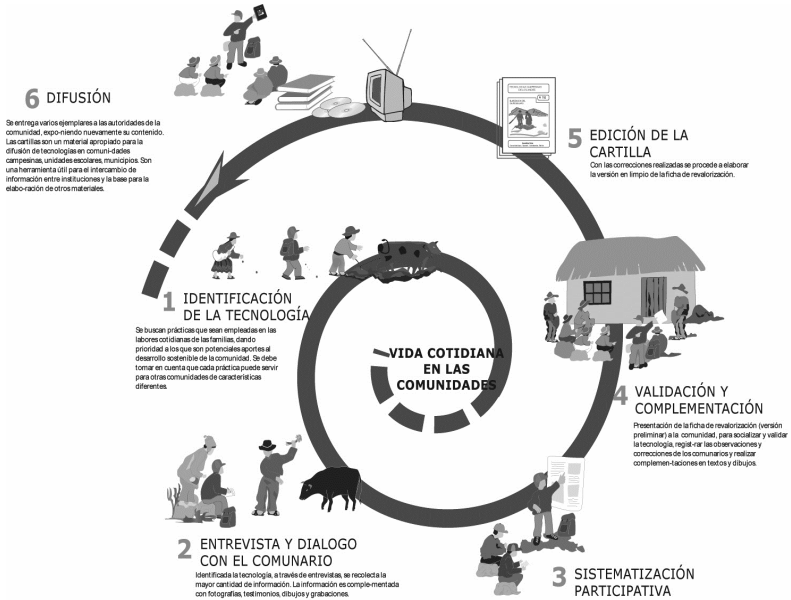 6 DIFUSIÓN
Se entrega varios ejemplares a las autoridades de la
comunidad, expo-niendo nuevamente su contenido.
Las cartillas son un material apropiado para la
difusión de tecnologías en comuni-dades
campesinas, unidades escolares, municipios. Son
una herramienta útil para el intercambio de
información entre instituciones y la base para la
elabo-ración de otros materiales.
5 EDICIÓN DE LA
CARTILLA
Con las correcciones realizadas se procede a elaborar
la versión en limpio de la ficha de revalorización.
1 IDENTIFICACIÓN
DE LA TECNOLOGÍA
Se buscan prácticas que sean empleadas en las
labores cotidianas de las familias, dando
prioridad a los que son potenciales aportes al
desarrollo sostenible de la comunidad. Se debe
tomar en cuenta que cada práctica puede servir
para otras comunidades de características
diferentes.
VIDA COTIDIANA
EN LAS
COMUNIDADES
4 VALIDACIÓN Y
COMPLEMENTACIÓN
Presentación de la ficha de revalorización (versión
preliminar) a la comunidad, para socializar y validar
la tecnología, regist-rar las observaciones y
correcciones de los comunarios y realizar
complemen-taciones en textos y dibujos.
2 ENTREVISTA Y DIALOGO
CON EL COMUNARIO
Identificada la tecnología, a través de entrevistas, se recolecta la
mayor cantidad de información. La información es comple-mentada
con fotografías, testimonios, dibujos y grabaciones.
3 SISTEMATIZACIÓN
PARTICIPATIVA